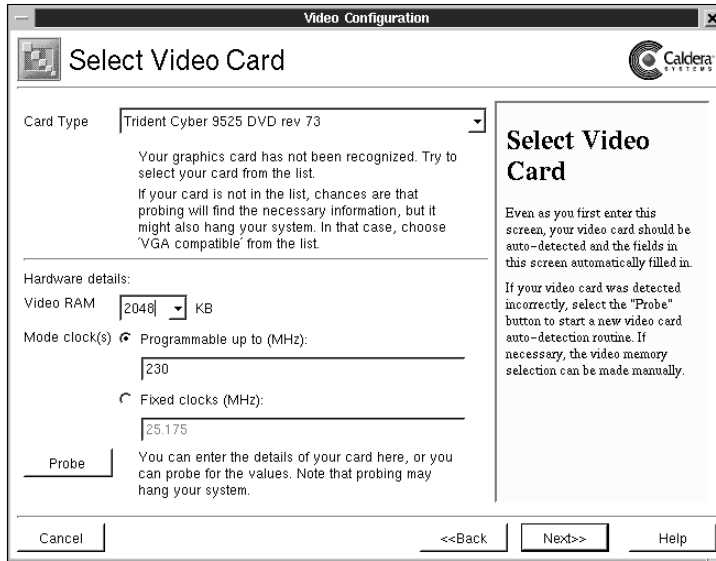 Video Configuration
Select Video Card
Caldera
SYSTEMS
Card Type
Trident Cyber 9525 DVD rev 73
Your graphics card has not been recognized. Try to
select your card from the list.
If your card is not in the list, chances are that
probing will find the necessary information, but it
might also hang your system. In that case, choose
'VGA compatible' from the list.
Hardware details:
Video RAM
2048
KB
Mode clock(s)
Programmable up to (MHz):
230
Fixed clocks (MHz):
25.175
Probe
You can enter the details of your card here, or you
can probe for the values. Note that probing may
hang your system.
Select Video
Card
Even as you first enter this
screen, your video card should be
auto-detected and the fields in
this screen automatically filled in.
If your video card was detected
incorrectly, select the "Probe"
button to start a new video card
auto-detection routine. If
necessary, the video memory
selection can be made manually.
Cancel
<<Back
Next>>
Help